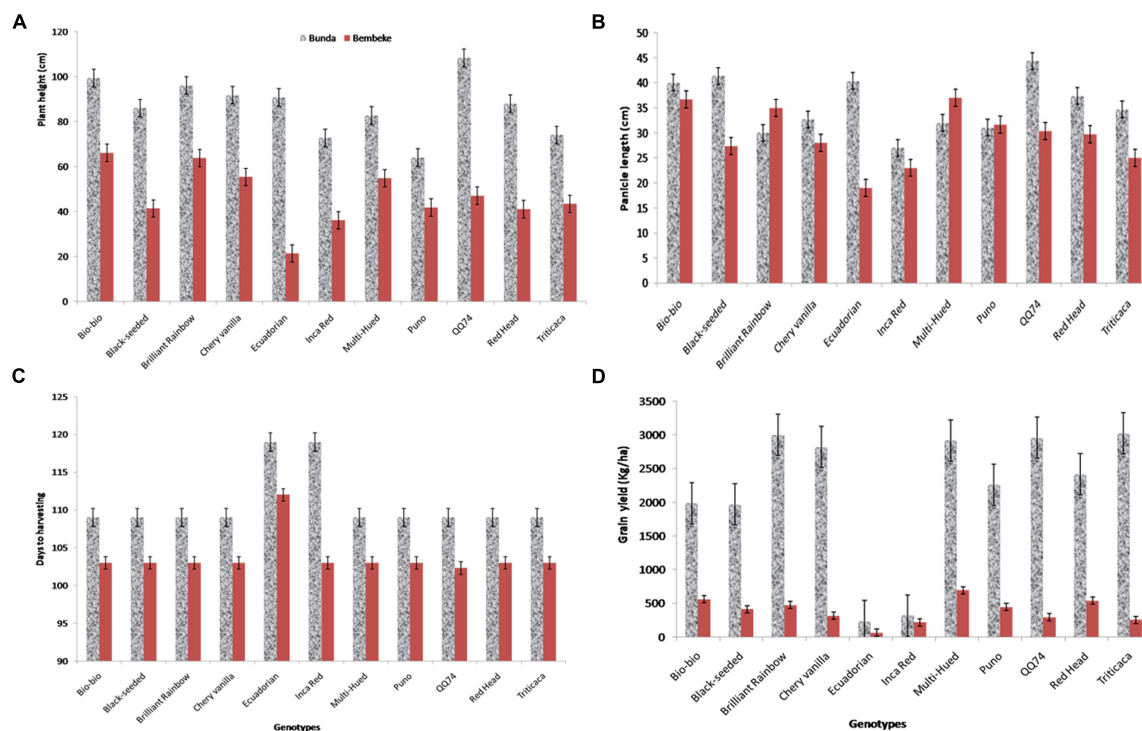 A
Plant height (cm)
120
100
80
60
40
20
0
Bunda
Bembeke
Bio-bio
Black-seeded
Brilliant Rainbow
Chery vanilla
Ecuadorian
Inca Red
Multi-Hued
Puno
QQ74
Red Head
Triticaca
B
Panicle length (cm)
50
45
40
35
30
25
20
15
10
5
0
Bio-bio
Black-seeded
Brilliant Rainbow
Chery vanilla
Ecuadorian
Inca Red
Multi-Hued
Puno
QQ74
Red Head
Triticaca
C
Days to harvesting
125
120
115
110
105
100
95
90
Bio-bio
Black-seeded
Brilliant Rainbow
Chery vanilla
Ecuadorian
Inca Red
Multi-Hued
Puno
QQ74
Red Head
Triticaca
Genotypes
D
Grain yield (Kg/ha)
3500
3000
2500
2000
1500
1000
500
0
Bio-bio
Black-seeded
Brilliant Rainbow
Chery vanilla
Ecuadorian
Inca Red
Multi-Hued
Puno
QQ74
Red Head
Triticaca
Genotypes